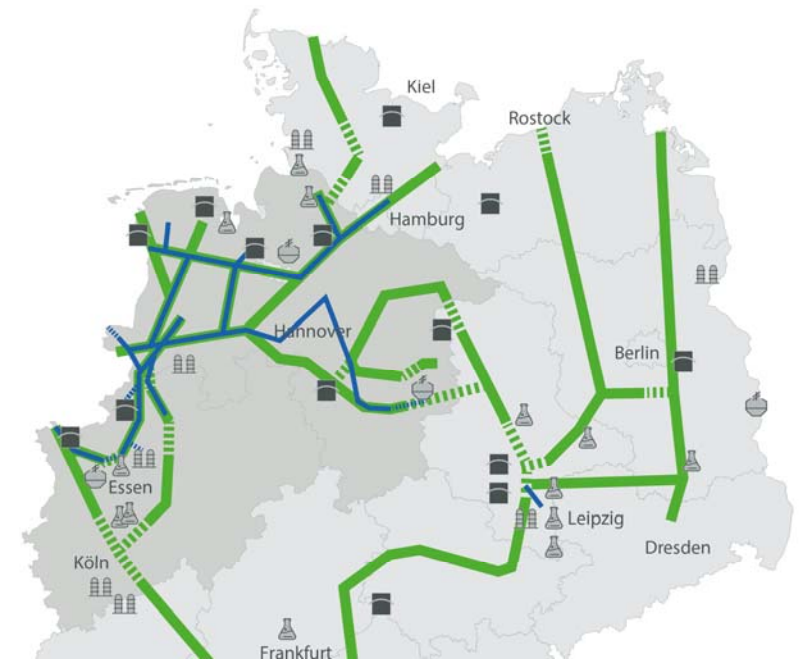 Kiel
Rostock
Hamburg
Hannover
Berlin
Essen
Leipzig
Dresden
Köln
Frankfurt